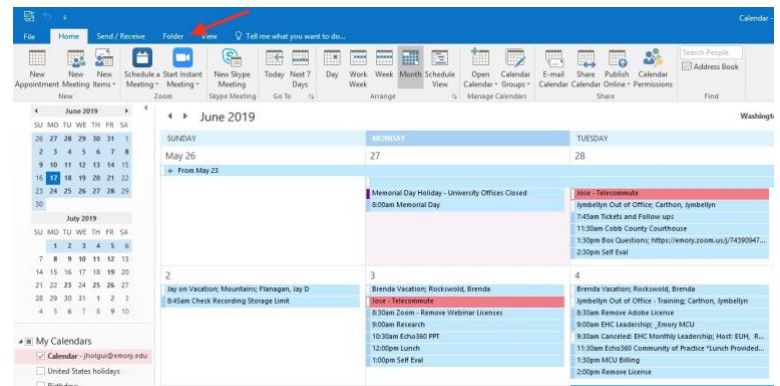 Calendar -
File Home Send / Receive Folder View Tell me what you want to do...
New Appointment
New Meeting
New Items
Schedule a Meeting
Start Instant Meeting
New Skype Meeting
Today
Next 7 Days
Day
Work Week
Week
Month
Schedule View
Open Calendar
Calendar Groups
E-mail Calendar
Share Calendar
Publish Online
Calendar Permissions
Search People
Address Book
New
Zoom
Skype Meeting
Go To
Arrange
Manage Calendars
Share
Find
June 2019
SU MO TU WE TH FR SA
26 27 28 29 30 31 1
2 3 4 5 6 7 8
9 10 11 12 13 14 15
16 17 18 19 20 21 22
23 24 25 26 27 28 29
30
July 2019
SU MO TU WE TH FR SA
1 2 3 4 5 6
7 8 9 10 11 12 13
14 15 16 17 18 19 20
21 22 23 24 25 26 27
28 29 30 31 1 2 3
4 5 6 7 8 9 10
My Calendars
Calendar - jholgui@emory.edu
United States holidays
June 2019
Washingto
SUNDAY MONDAY TUESDAY
May 26
From May 23
27
Memorial Day Holiday - University Offices Closed
8:00am Memorial Day
28
Jose - Telecommute
Jymbellyn Out of Office; Carthon, Jymbellyn
7:45am Tickets and Follow ups
11:30am Cobb County Courthouse
1:30pm Box Questions; https://emory.zoom.us/j/74390947...
2:30pm Self Eval
2
Jay on Vacation; Mountains; Flanagan, Jay D
8:45am Check Recording Storage Limit
3
Brenda Vacation; Rockswold, Brenda
Jose - Telecommute
8:30am Zoom - Remove Webinar Licenses
9:00am Research
10:30am Echo360 PPT
12:00pm Lunch
1:00pm Self Eval
4
Brenda Vacation; Rockswold, Brenda
Jymbellyn Out of Office - Training; Carthon, Jymbellyn
8:30am Remove Adobe License
9:00am EHC Leadership; _Emory MCU
9:30am Canceled: EHC Monthly Leadership; Host: EUH, R...
11:30am Echo360 Community of Practice *Lunch Provided...
1:30pm MCU Billing
2:00pm Remove License